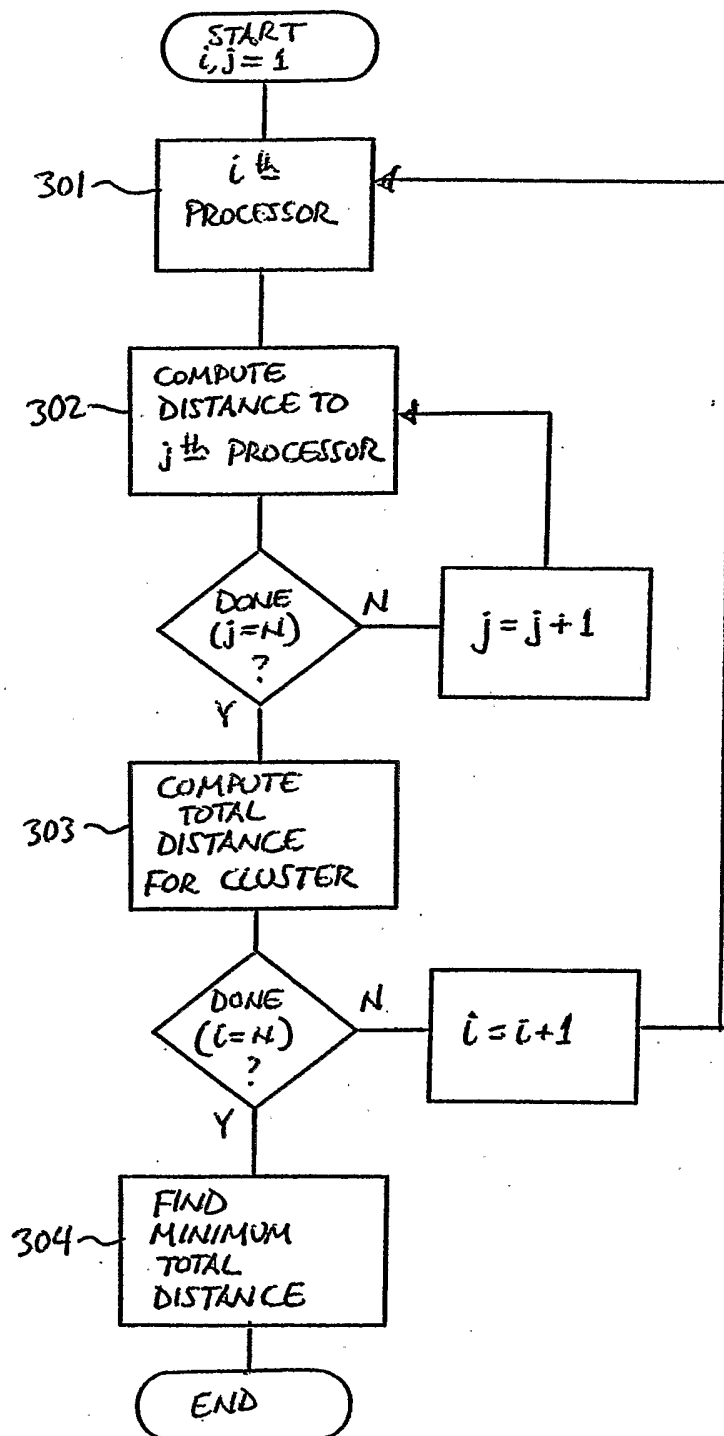 START
i, j = 1
301
i th
PROCESSOR
302
COMPUTE
DISTANCE TO
j th PROCESSOR
DONE
(j=N)
?
N
j = j + 1
Y
303
COMPUTE
TOTAL
DISTANCE
FOR CLUSTER
DONE
(i=N)
?
N
i = i+1
Y
304
FIND
MINIMUM
TOTAL
DISTANCE
END